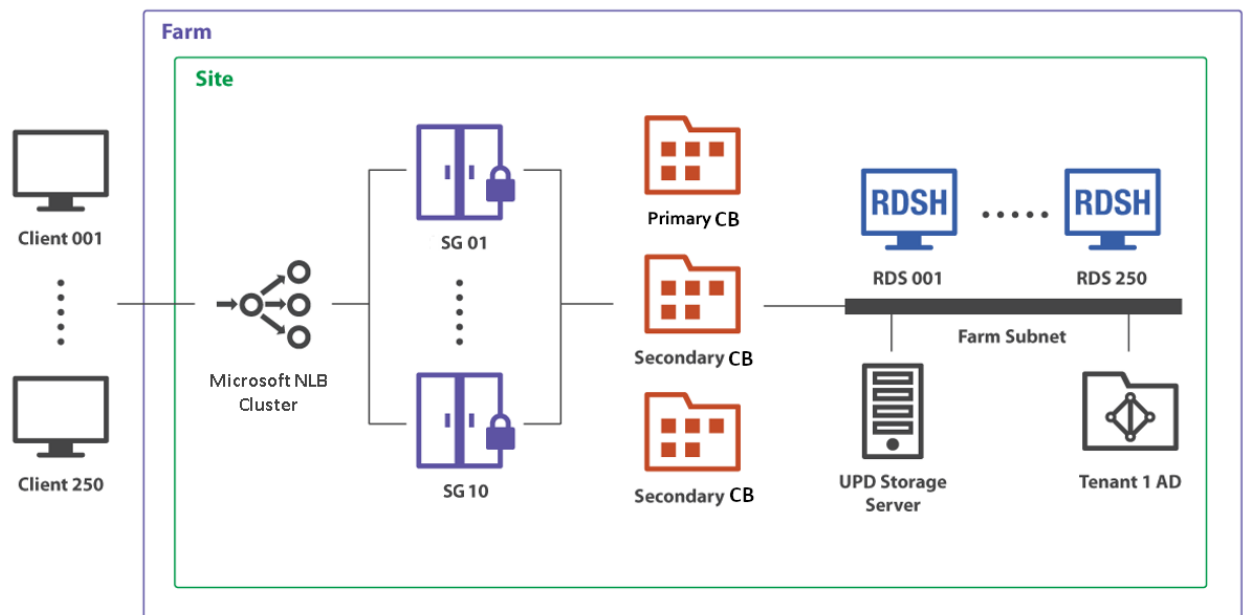 Farm
Site
Client 001
Client 250
Microsoft NLB
Cluster
SG 01
SG 10
Primary CB
Secondary CB
Secondary CB
RDSH
RDSH
RDS 001
RDS 250
Farm Subnet
UPD Storage
Server
Tenant 1 AD